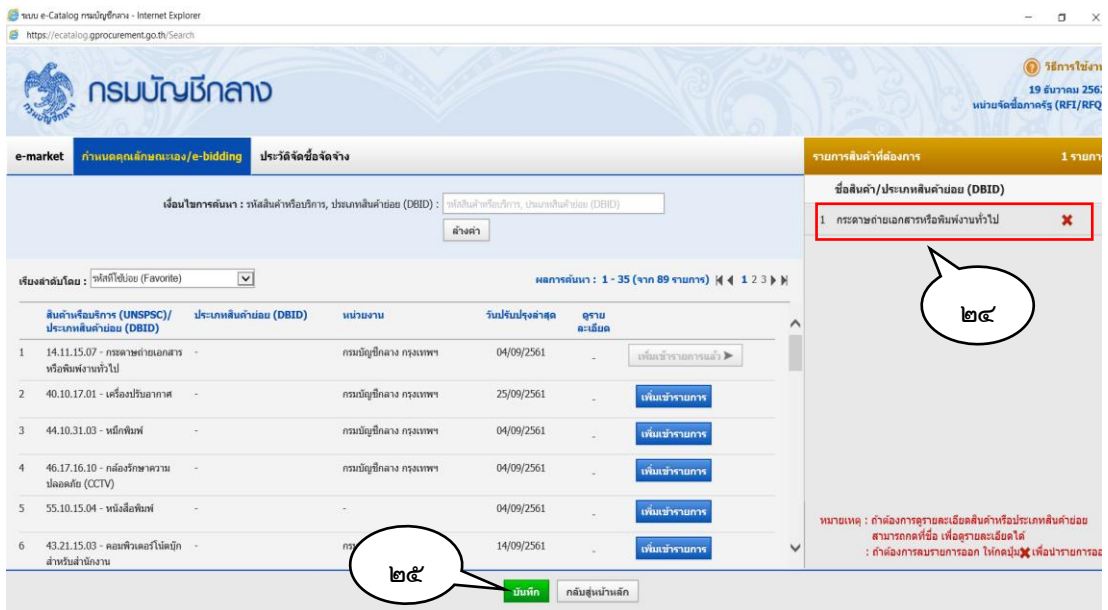 ระบบ e-Catalog กรมบัญชีกลาง - Internet Explorer
https://ecatalog.gprocurement.go.th/Search
กรมบัญชีกลาง
วิธีการใช้งาน
19 ธันวาคม 256
หน่วยจัดซื้อภาครัฐ (RFI/RFQ
e-market กำหนดคุณลักษณะเอง/e-bidding ประวัติจัดซื้อจัดจ้าง
รายการสินค้าที่ต้องการ 1 รายกา
ชื่อสินค้า/ประเภทสินค้าย่อย (DBID)
1 กระดาษถ่ายเอกสารหรือพิมพ์งานทั่วไป
๒๔
เงื่อนไขการค้นหา : รหัสสินค้าหรือบริการ, ประเภทสินค้าย่อย (DBID) : รหัสสินค้าหรือบริการ, ประเภทสินค้าย่อย (DBID)
ล้างค่า
เรียงลำดับโดย : รหัสที่ใช้บ่อย (Favorite)
ผลการค้นหา : 1 - 35 (จาก 89 รายการ) 1 2 3
สินค้าหรือบริการ (UNSPSC)/ ประเภทสินค้าย่อย (DBID) หน่วยงาน วันปรับปรุงล่าสุด ดูราย
ประเภทสินค้าย่อย (DBID) ละเอียด
1 14.11.15.07 - กระดาษถ่ายเอกสาร - กรมบัญชีกลาง กรุงเทพฯ 04/09/2561 - เพิ่มเข้ารายการแล้ว
หรือพิมพ์งานทั่วไป
2 40.10.17.01 - เครื่องปรับอากาศ - กรมบัญชีกลาง กรุงเทพฯ 25/09/2561 - เพิ่มเข้ารายการ
3 44.10.31.03 - หมึกพิมพ์ - กรมบัญชีกลาง กรุงเทพฯ 04/09/2561 - เพิ่มเข้ารายการ
4 46.17.16.10 - กล้องรักษาความ - กรมบัญชีกลาง กรุงเทพฯ 04/09/2561 - เพิ่มเข้ารายการ
ปลอดภัย (CCTV)
5 55.10.15.04 - หนังสือพิมพ์ - - 04/09/2561 - เพิ่มเข้ารายการ
6 43.21.15.03 - คอมพิวเตอร์โน้ตบุ๊ก - กรม 14/09/2561 - เพิ่มเข้ารายการ
สำหรับสำนักงาน
หมายเหตุ : ถ้าต้องการดูรายละเอียดสินค้าหรือประเภทสินค้าย่อย
สามารถกดที่ชื่อ เพื่อดูรายละเอียดได้
: ถ้าต้องการลบรายการออก ให้กดปุ่ม เพื่อนำรายการออ
๒๕
บันทึก กลับสู่หน้าหลัก